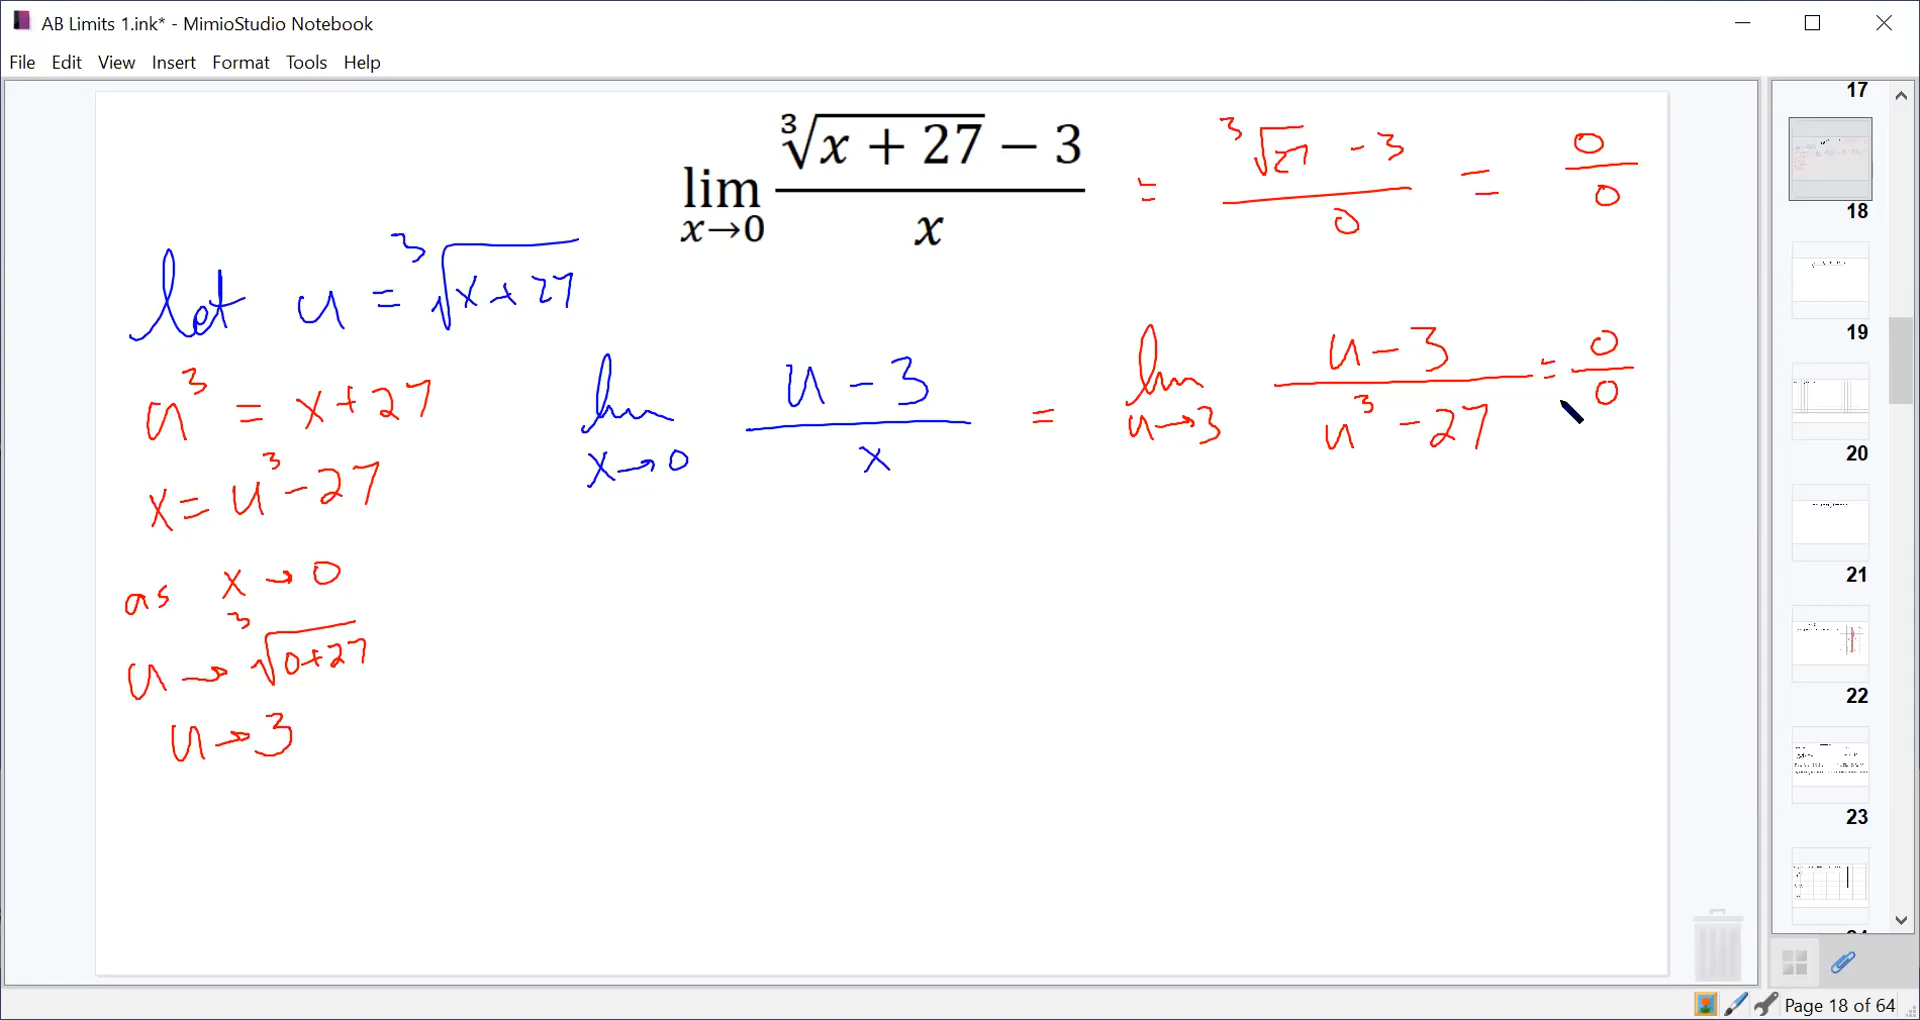 AB Limits 1.ink* - MimioStudio Notebook
File Edit View Insert Format Tools Help
lim x→0 (∛(x + 27) − 3)/x = (∛27 − 3)/0 = 0/0
let u = ∛(x+27)
u³ = x+27
x = u³ − 27
as x → 0
u → ∛(0+27)
u → 3
lim x→0 (u − 3)/x = lim u→3 (u − 3)/(u³ − 27) = 0/0
17
18
19
20
21
22
23
Page 18 of 64